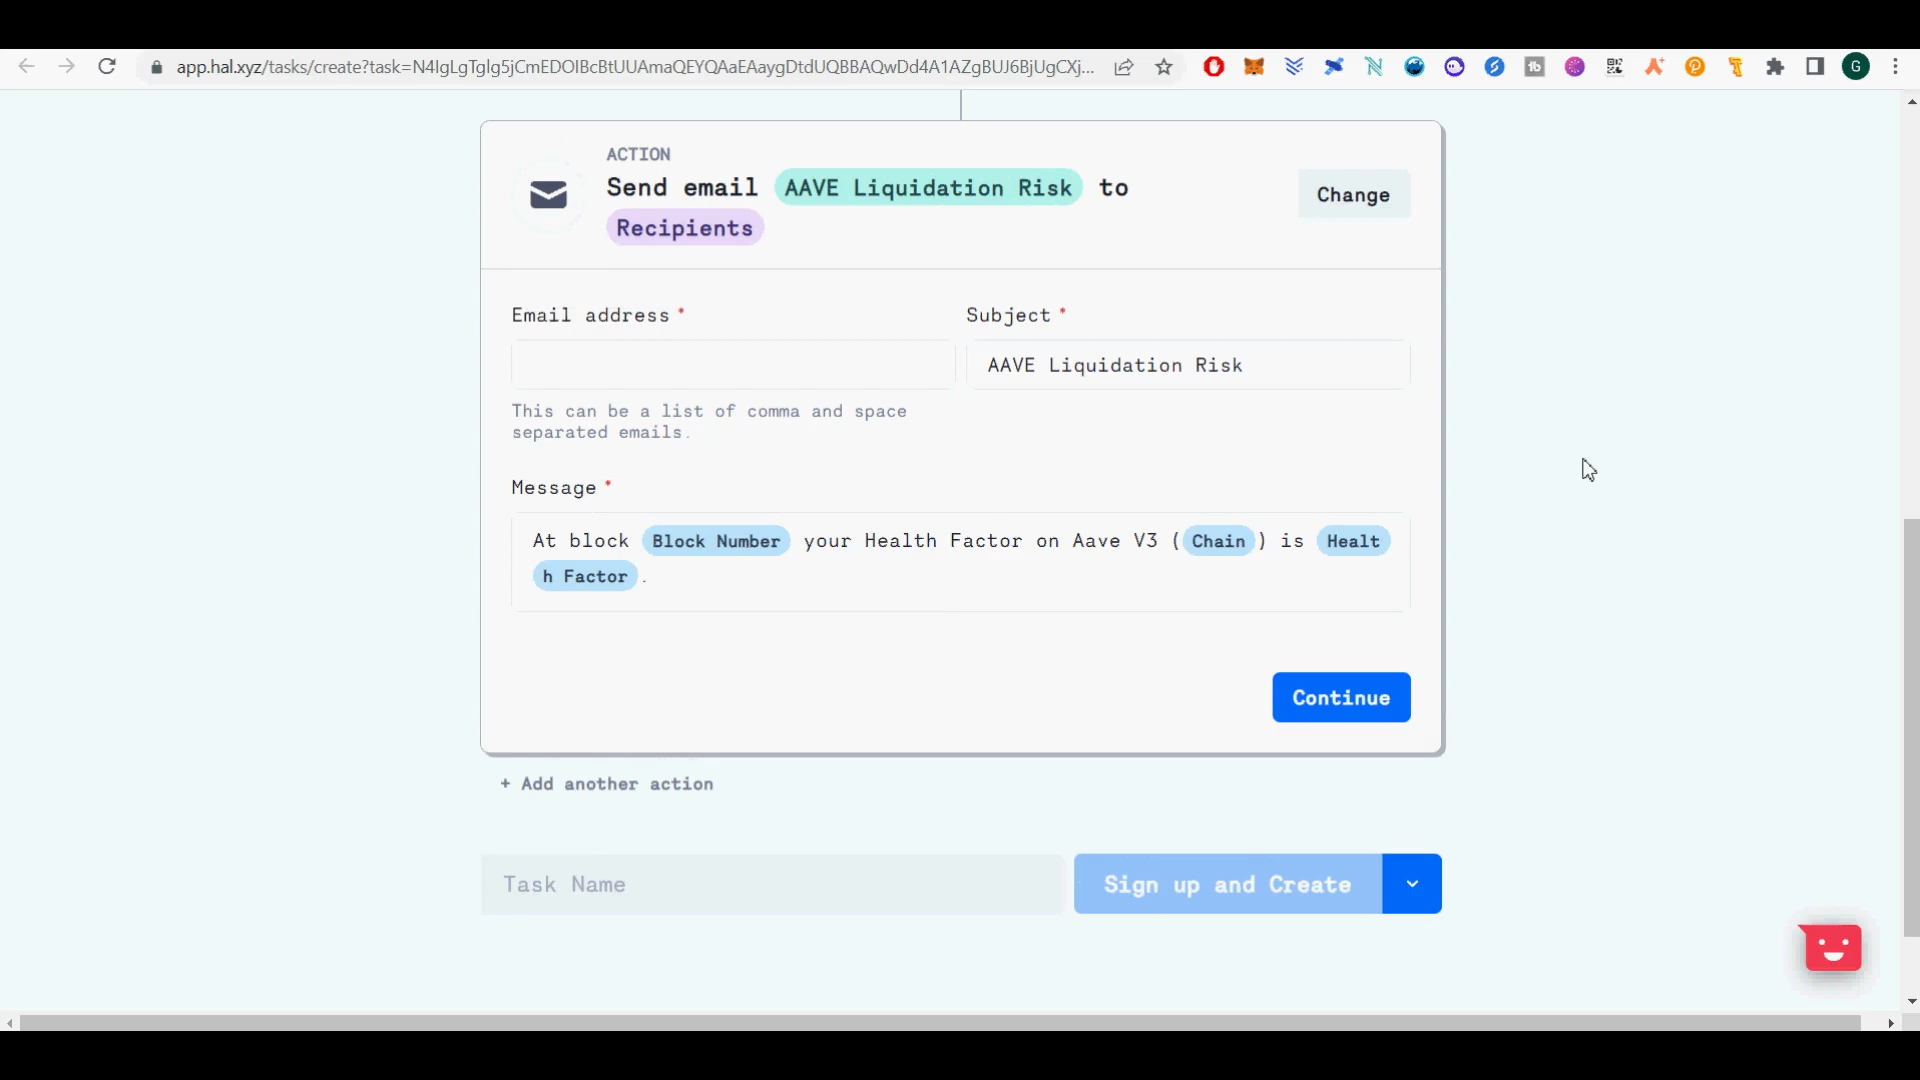 app.hal.xyz/tasks/create?task=N4IgLgTglg5jCmEDOIBcBtUUAmaQEYQAaEAaygDtdUQBBAQwDd4A1AZgBUJ6BjUgCXj...
G
ACTION
Send email AAVE Liquidation Risk to
Recipients
Change
Email address *
Subject *
AAVE Liquidation Risk
This can be a list of comma and space
separated emails.
Message *
At block Block Number your Health Factor on Aave V3 (Chain) is Healt
h Factor.
Continue
+ Add another action
Task Name
Sign up and Create